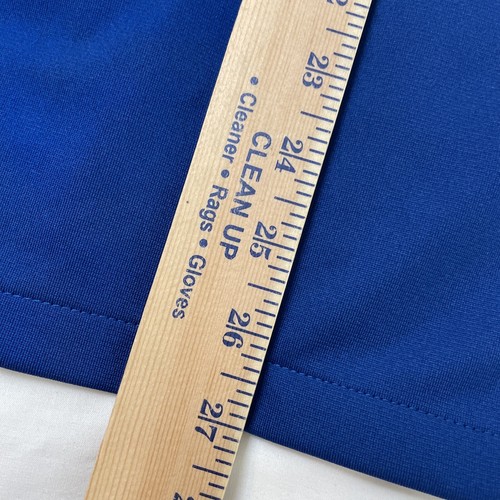 23
24
25
26
27
CLEAN UP
• Cleaner • Rags • Gloves